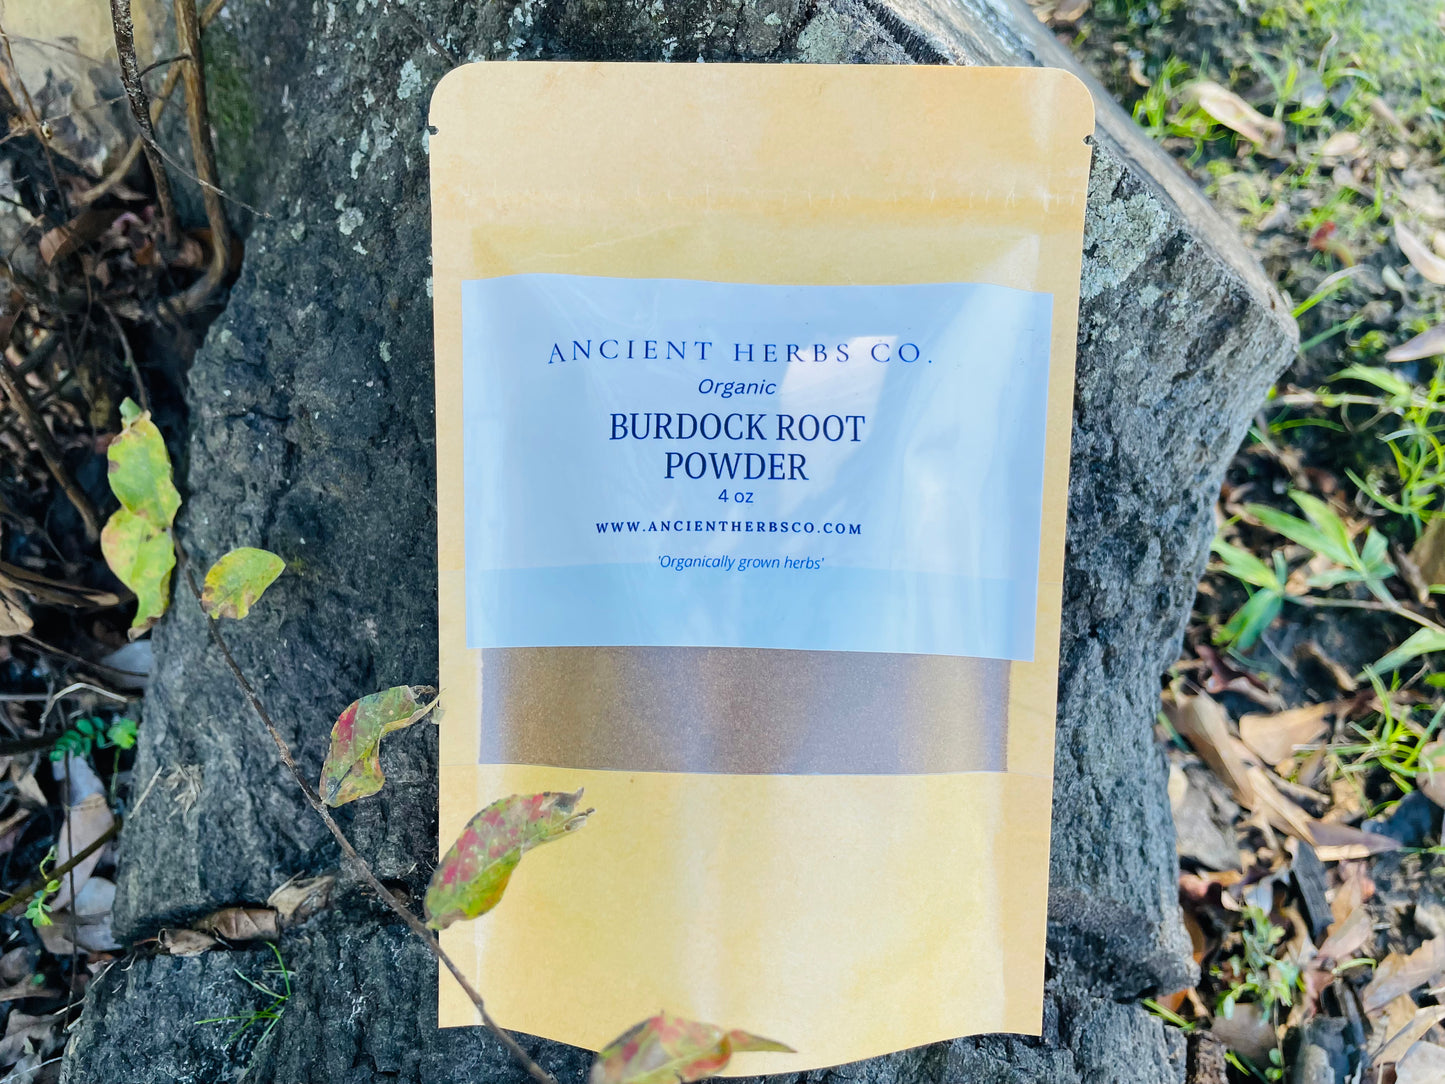 ANCIENT HERBS CO.
Organic
BURDOCK ROOT
POWDER
4 oz
WWW.ANCIENTHERBSCO.COM
'Organically grown herbs'